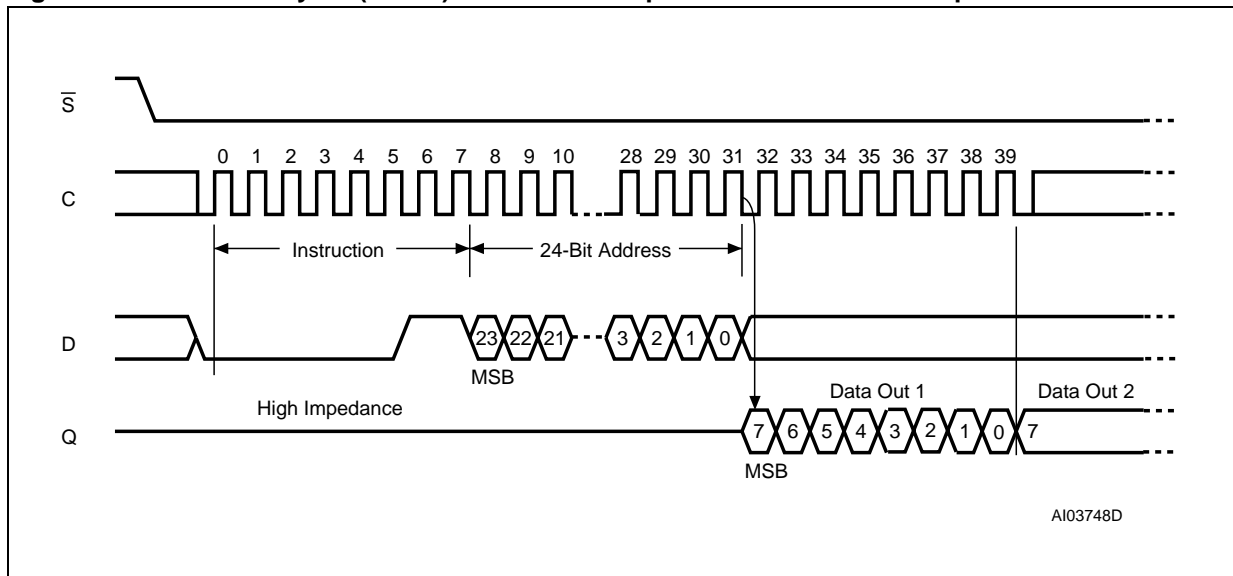 S
0 1 2 3 4 5 6 7 8 9 10 28 29 30 31 32 33 34 35 36 37 38 39
C
Instruction 24-Bit Address
D 23 22 21 3 2 1 0
MSB
High Impedance Data Out 1 Data Out 2
Q 7 6 5 4 3 2 1 0 7
MSB
AI03748D